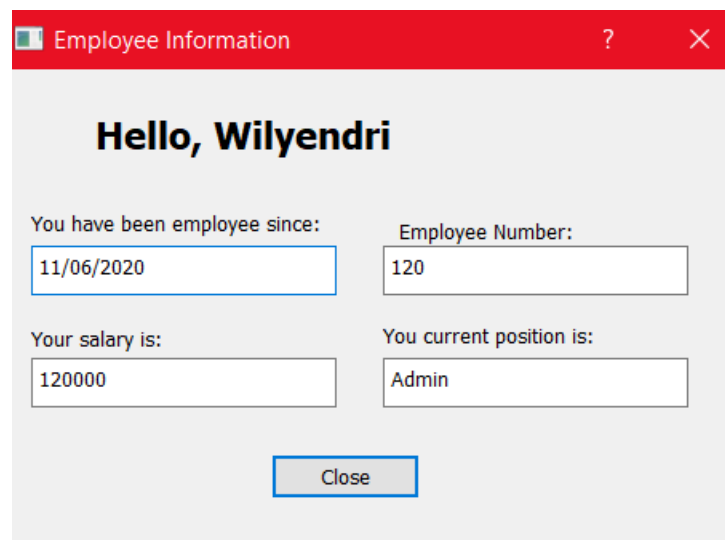 Employee Information ?
Hello, Wilyendri
You have been employee since:
11/06/2020
Employee Number:
120
Your salary is:
120000
You current position is:
Admin
Close